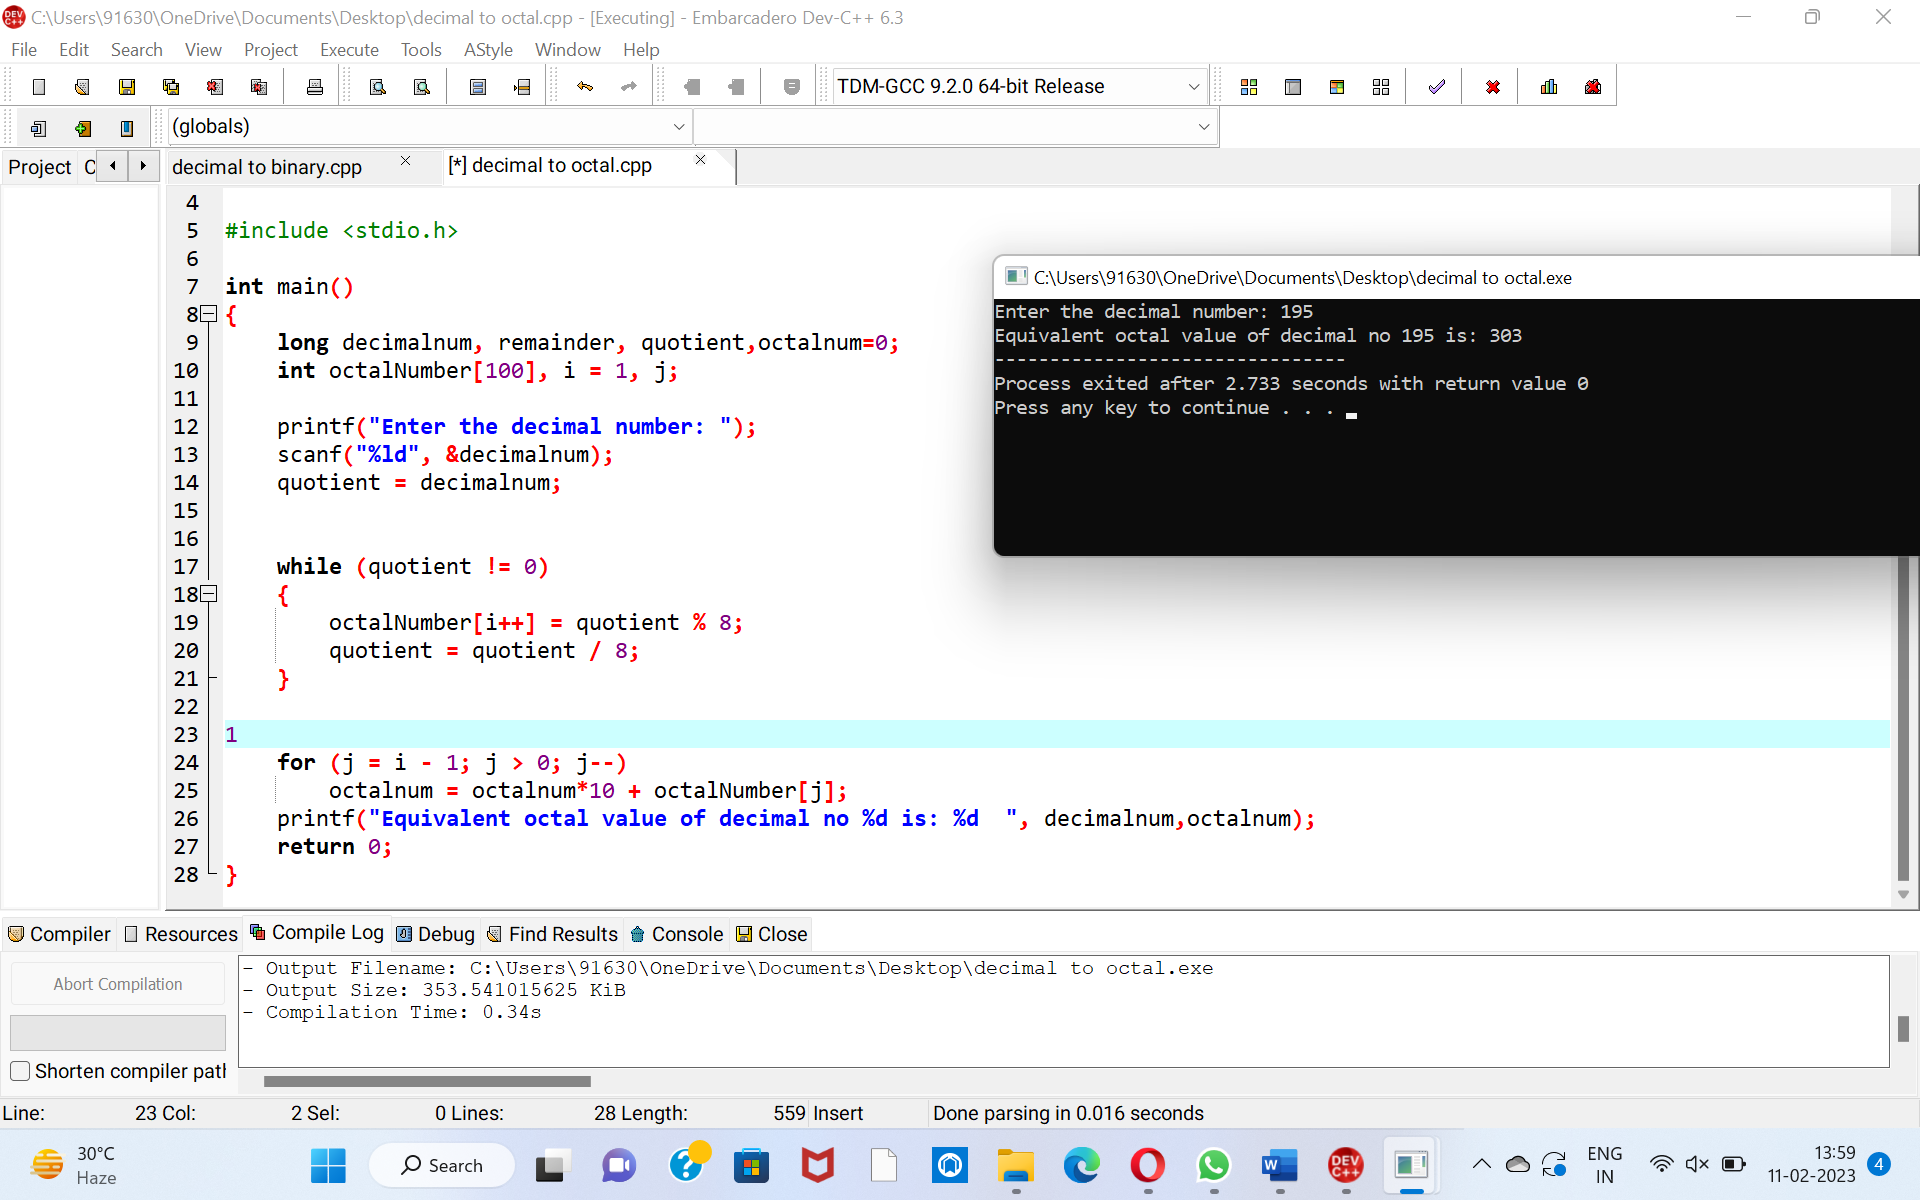 C:\Users\91630\OneDrive\Documents\Desktop\decimal to octal.cpp - [Executing] - Embarcadero Dev-C++ 6.3
File Edit Search View Project Execute Tools AStyle Window Help
TDM-GCC 9.2.0 64-bit Release
(globals)
Project C
decimal to binary.cpp
[*] decimal to octal.cpp
4
5 #include <stdio.h>
6
7 int main()
8 {
9 long decimalnum, remainder, quotient,octalnum=0;
10 int octalNumber[100], i = 1, j;
11
12 printf("Enter the decimal number: ");
13 scanf("%ld", &decimalnum);
14 quotient = decimalnum;
15
16
17 while (quotient != 0)
18 {
19 octalNumber[i++] = quotient % 8;
20 quotient = quotient / 8;
21 }
22
23 1
24 for (j = i - 1; j > 0; j--)
25 octalnum = octalnum*10 + octalNumber[j];
26 printf("Equivalent octal value of decimal no %d is: %d  ", decimalnum,octalnum);
27 return 0;
28 }
C:\Users\91630\OneDrive\Documents\Desktop\decimal to octal.exe
Enter the decimal number: 195
Equivalent octal value of decimal no 195 is: 303
--------------------------------
Process exited after 2.733 seconds with return value 0
Press any key to continue . . .
Compiler Resources Compile Log Debug Find Results Console Close
Abort Compilation
Shorten compiler path
- Output Filename: C:\Users\91630\OneDrive\Documents\Desktop\decimal to octal.exe
- Output Size: 353.541015625 KiB
- Compilation Time: 0.34s
Line: 23 Col: 2 Sel: 0 Lines: 28 Length: 559 Insert Done parsing in 0.016 seconds
30°C
Haze
Search
DEV C++
ENG
IN
13:59
11-02-2023
4